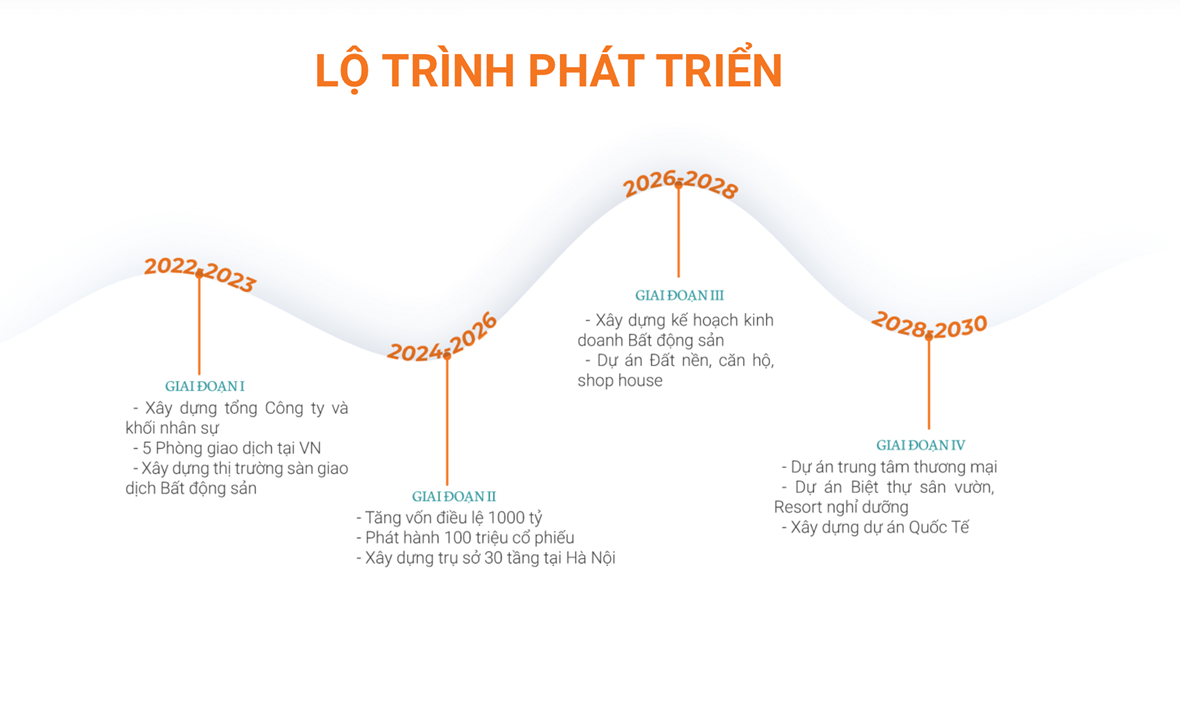 LỘ TRÌNH PHÁT TRIỂN
2022-2023
GIAI ĐOẠN I
- Xây dựng tổng Công ty và
khối nhân sự
- 5 Phòng giao dịch tại VN
- Xây dựng thị trường sàn giao
dịch Bất động sản
2024-2026
GIAI ĐOẠN II
- Tăng vốn điều lệ 1000 tỷ
- Phát hành 100 triệu cổ phiếu
- Xây dựng trụ sở 30 tầng tại Hà Nội
2026-2028
GIAI ĐOẠN III
- Xây dựng kế hoạch kinh
doanh Bất động sản
- Dự án Đất nền, căn hộ,
shop house
2028-2030
GIAI ĐOẠN IV
- Dự án trung tâm thương mại
- Dự án Biệt thự sân vườn,
Resort nghỉ dưỡng
- Xây dựng dự án Quốc Tế